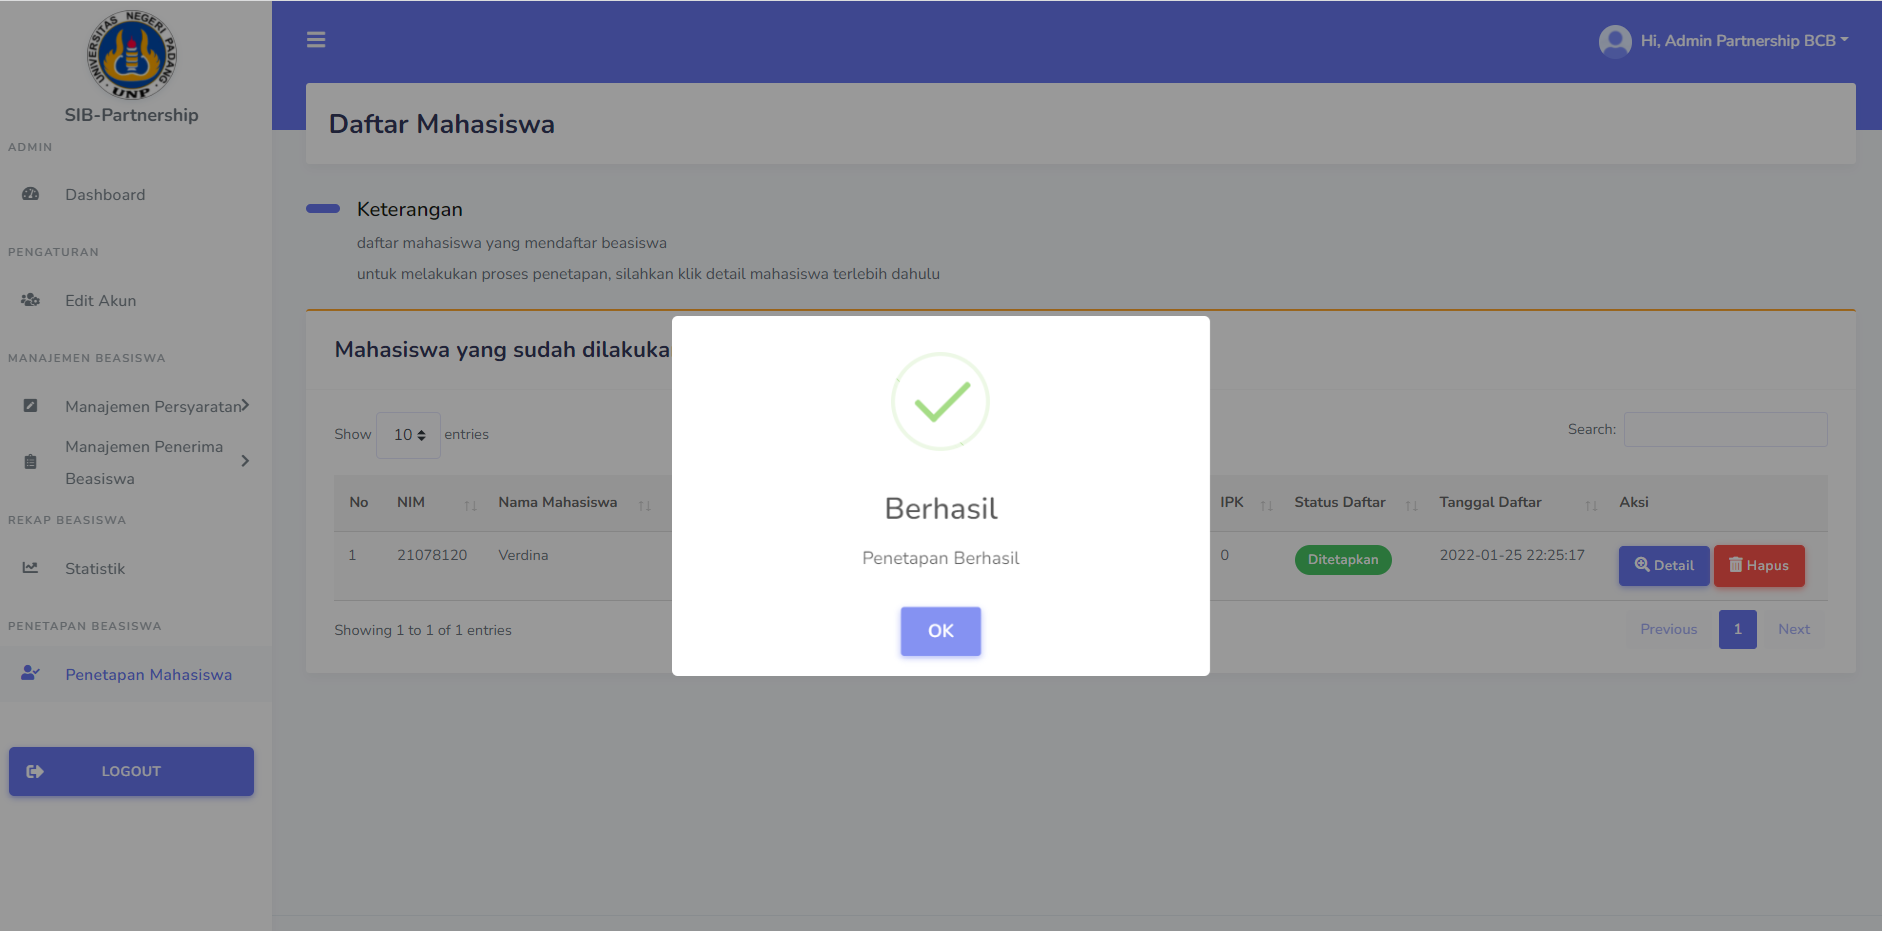 UNIVERSITAS NEGERI PADANG
UNP
SIB-Partnership
ADMIN
Dashboard
PENGATURAN
Edit Akun
MANAJEMEN BEASISWA
Manajemen Persyaratan
Manajemen Penerima
Beasiswa
REKAP BEASISWA
Statistik
PENETAPAN BEASISWA
Penetapan Mahasiswa
LOGOUT
Hi, Admin Partnership BCB
Daftar Mahasiswa
Keterangan
daftar mahasiswa yang mendaftar beasiswa
untuk melakukan proses penetapan, silahkan klik detail mahasiswa terlebih dahulu
Mahasiswa yang sudah dilakuka
Show 10 entries
Search:
No NIM Nama Mahasiswa IPK Status Daftar Tanggal Daftar Aksi
1 21078120 Verdina 0 Ditetapkan 2022-01-25 22:25:17 Detail Hapus
Showing 1 to 1 of 1 entries
Previous 1 Next
Berhasil
Penetapan Berhasil
OK